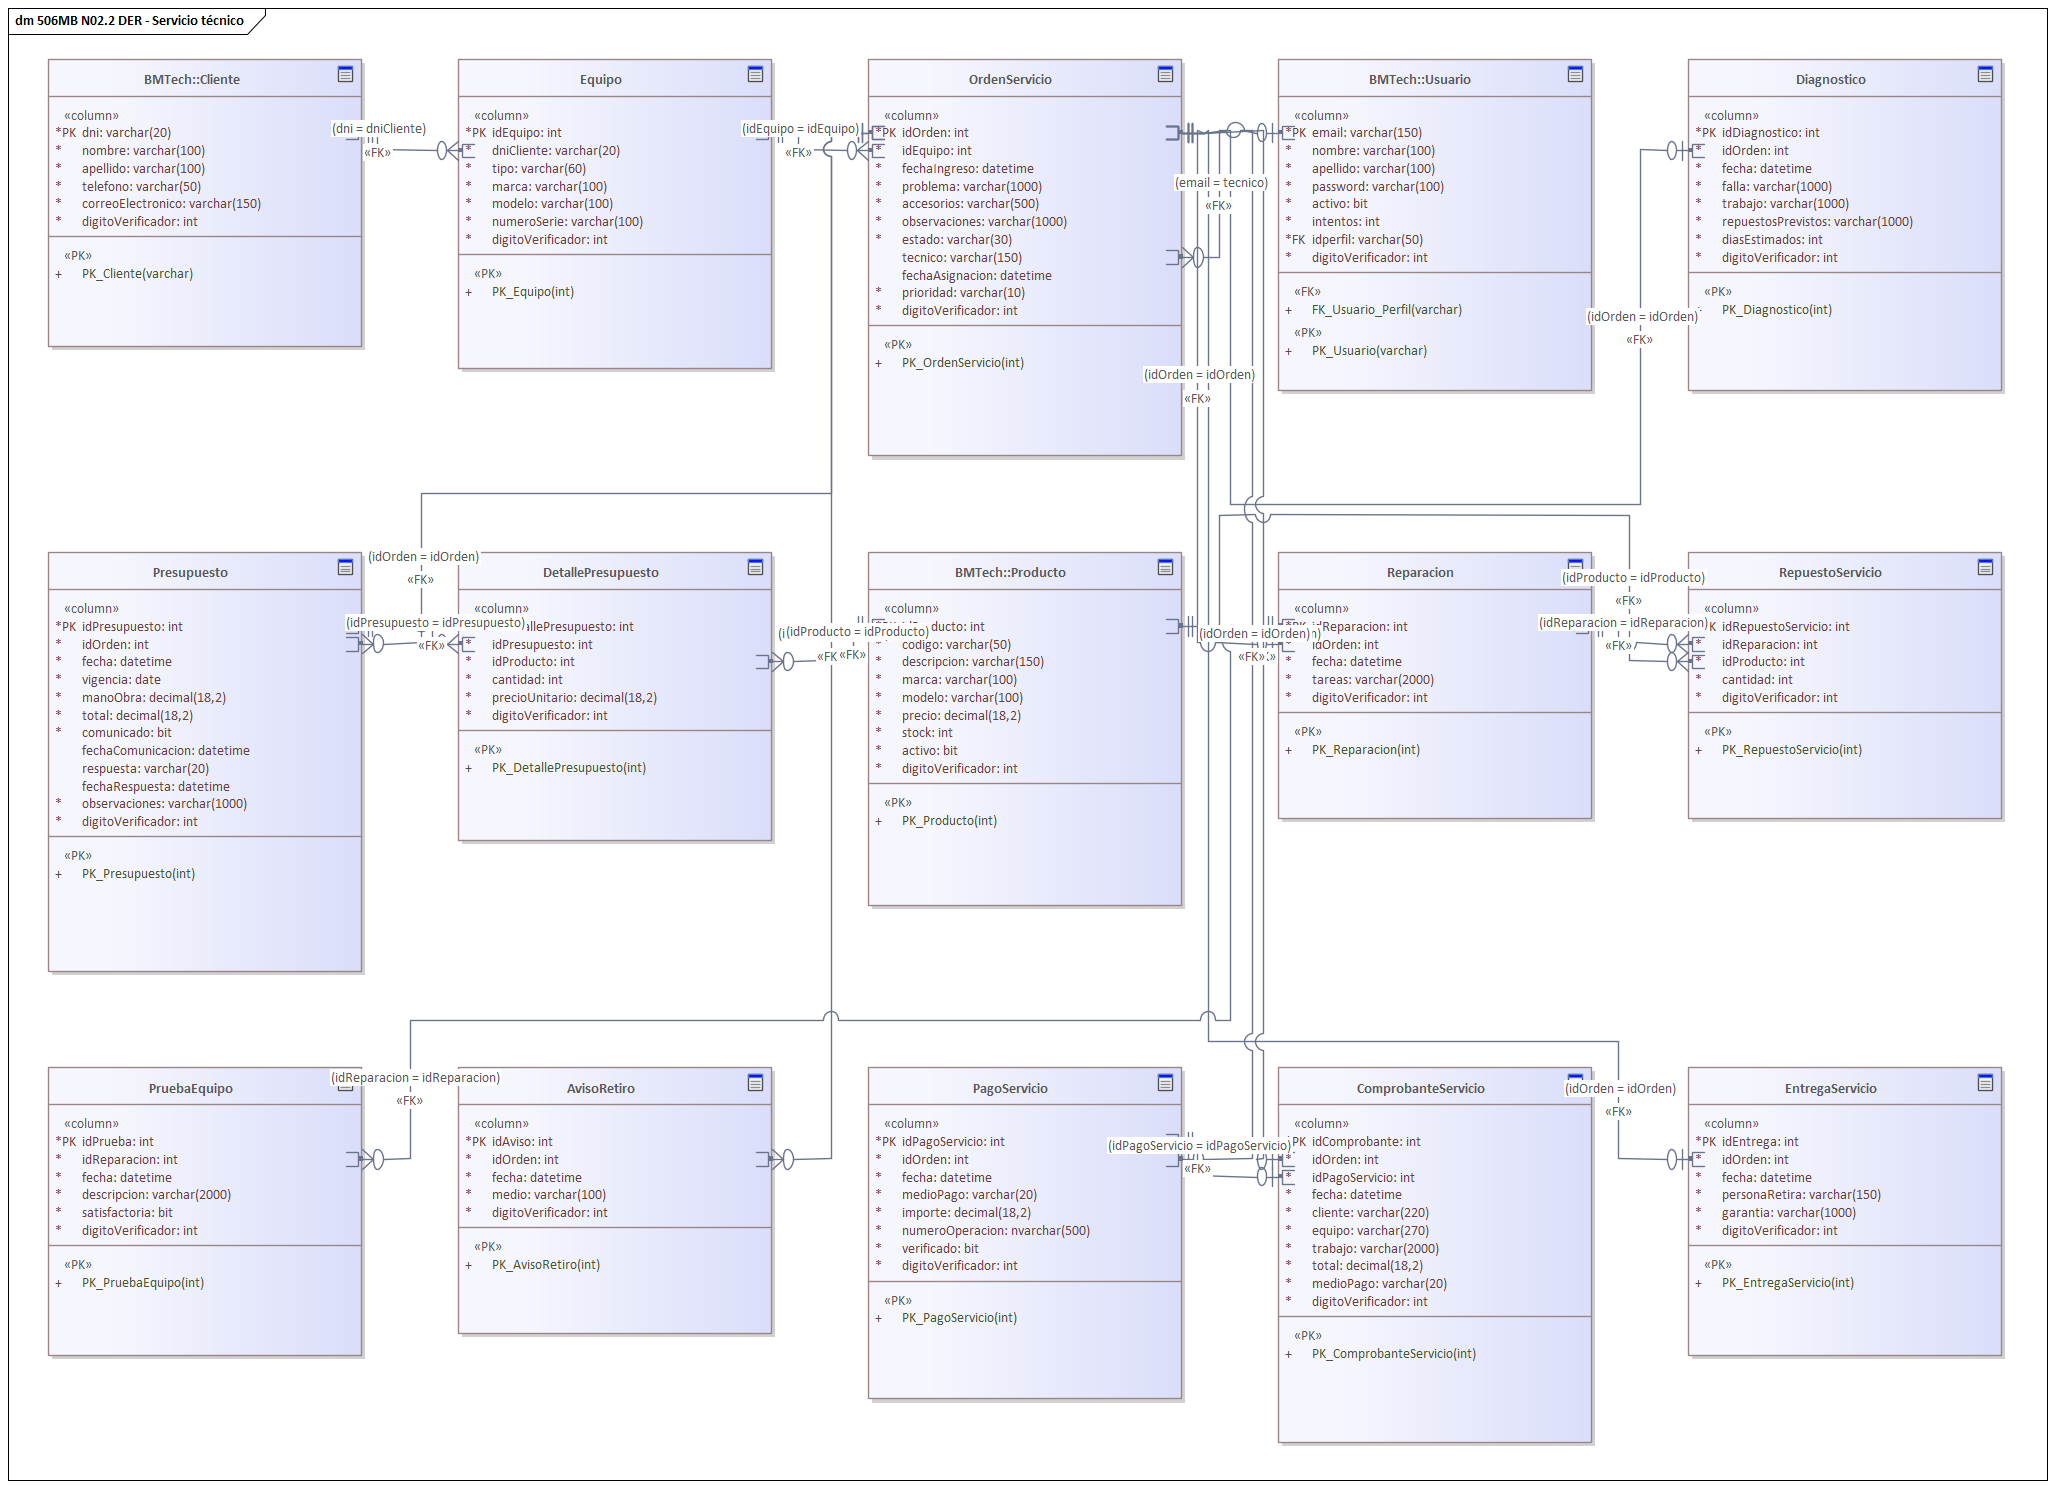 dm 506MB N02.2 DER - Servicio técnico
BMTech::Cliente
«column»
*PK dni: varchar(20)
* nombre: varchar(100)
* apellido: varchar(100)
* telefono: varchar(50)
* correoElectronico: varchar(150)
* digitoVerificador: int
«PK»
+ PK_Cliente(varchar)
(dni = dniCliente)
«FK»
Equipo
«column»
*PK idEquipo: int
* dniCliente: varchar(20)
* tipo: varchar(60)
* marca: varchar(100)
* modelo: varchar(100)
* numeroSerie: varchar(100)
* digitoVerificador: int
«PK»
+ PK_Equipo(int)
(idEquipo = idEquipo)
«FK»
OrdenServicio
«column»
*PK idOrden: int
* idEquipo: int
* fechaIngreso: datetime
* problema: varchar(1000)
* accesorios: varchar(500)
* observaciones: varchar(1000)
* estado: varchar(30)
tecnico: varchar(150)
fechaAsignacion: datetime
* prioridad: varchar(10)
* digitoVerificador: int
«PK»
+ PK_OrdenServicio(int)
(email = tecnico)
«FK»
(idOrden = idOrden)
«FK»
BMTech::Usuario
«column»
*PK email: varchar(150)
* nombre: varchar(100)
* apellido: varchar(100)
* password: varchar(100)
* activo: bit
* intentos: int
*FK idperfil: varchar(50)
* digitoVerificador: int
«FK»
+ FK_Usuario_Perfil(varchar)
«PK»
+ PK_Usuario(varchar)
(idOrden = idOrden)
«FK»
Diagnostico
«column»
*PK idDiagnostico: int
* idOrden: int
* fecha: datetime
* falla: varchar(1000)
* trabajo: varchar(1000)
* repuestosPrevistos: varchar(1000)
* diasEstimados: int
* digitoVerificador: int
«PK»
PK_Diagnostico(int)
Presupuesto
«column»
*PK idPresupuesto: int
* idOrden: int
* fecha: datetime
* vigencia: date
* manoObra: decimal(18,2)
* total: decimal(18,2)
* comunicado: bit
fechaComunicacion: datetime
respuesta: varchar(20)
fechaRespuesta: datetime
* observaciones: varchar(1000)
* digitoVerificador: int
«PK»
+ PK_Presupuesto(int)
(idOrden = idOrden)
«FK»
(idPresupuesto = idPresupuesto)
«FK»
DetallePresupuesto
«column»
int
* idPresupuesto: int
* idProducto: int
* cantidad: int
* precioUnitario: decimal(18,2)
* digitoVerificador: int
«PK»
+ PK_DetallePresupuesto(int)
(idProducto = idProducto)
«FK»
BMTech::Producto
«column»
int
* codigo: varchar(50)
* descripcion: varchar(150)
* marca: varchar(100)
* modelo: varchar(100)
* precio: decimal(18,2)
* stock: int
* activo: bit
* digitoVerificador: int
«PK»
+ PK_Producto(int)
(idOrden = idOrden)
«FK»
Reparacion
«column»
idReparacion: int
idOrden: int
* fecha: datetime
* tareas: varchar(2000)
* digitoVerificador: int
«PK»
+ PK_Reparacion(int)
(idProducto = idProducto)
«FK»
(idReparacion = idReparacion)
«FK»
RepuestoServicio
«column»
PK idRepuestoServicio: int
* idReparacion: int
* idProducto: int
* cantidad: int
* digitoVerificador: int
«PK»
+ PK_RepuestoServicio(int)
PruebaEquipo
«column»
*PK idPrueba: int
* idReparacion: int
* fecha: datetime
* descripcion: varchar(2000)
* satisfactoria: bit
* digitoVerificador: int
«PK»
+ PK_PruebaEquipo(int)
(idReparacion = idReparacion)
«FK»
AvisoRetiro
«column»
*PK idAviso: int
* idOrden: int
* fecha: datetime
* medio: varchar(100)
* digitoVerificador: int
«PK»
+ PK_AvisoRetiro(int)
PagoServicio
«column»
*PK idPagoServicio: int
* idOrden: int
* fecha: datetime
* medioPago: varchar(20)
* importe: decimal(18,2)
* numeroOperacion: nvarchar(500)
* verificado: bit
* digitoVerificador: int
«PK»
+ PK_PagoServicio(int)
(idPagoServicio = idPagoServicio)
«FK»
ComprobanteServicio
«column»
PK idComprobante: int
* idOrden: int
* idPagoServicio: int
* fecha: datetime
* cliente: varchar(220)
* equipo: varchar(270)
* trabajo: varchar(2000)
* total: decimal(18,2)
* medioPago: varchar(20)
* digitoVerificador: int
«PK»
+ PK_ComprobanteServicio(int)
(idOrden = idOrden)
«FK»
EntregaServicio
«column»
*PK idEntrega: int
* idOrden: int
* fecha: datetime
* personaRetira: varchar(150)
* garantia: varchar(1000)
* digitoVerificador: int
«PK»
+ PK_EntregaServicio(int)